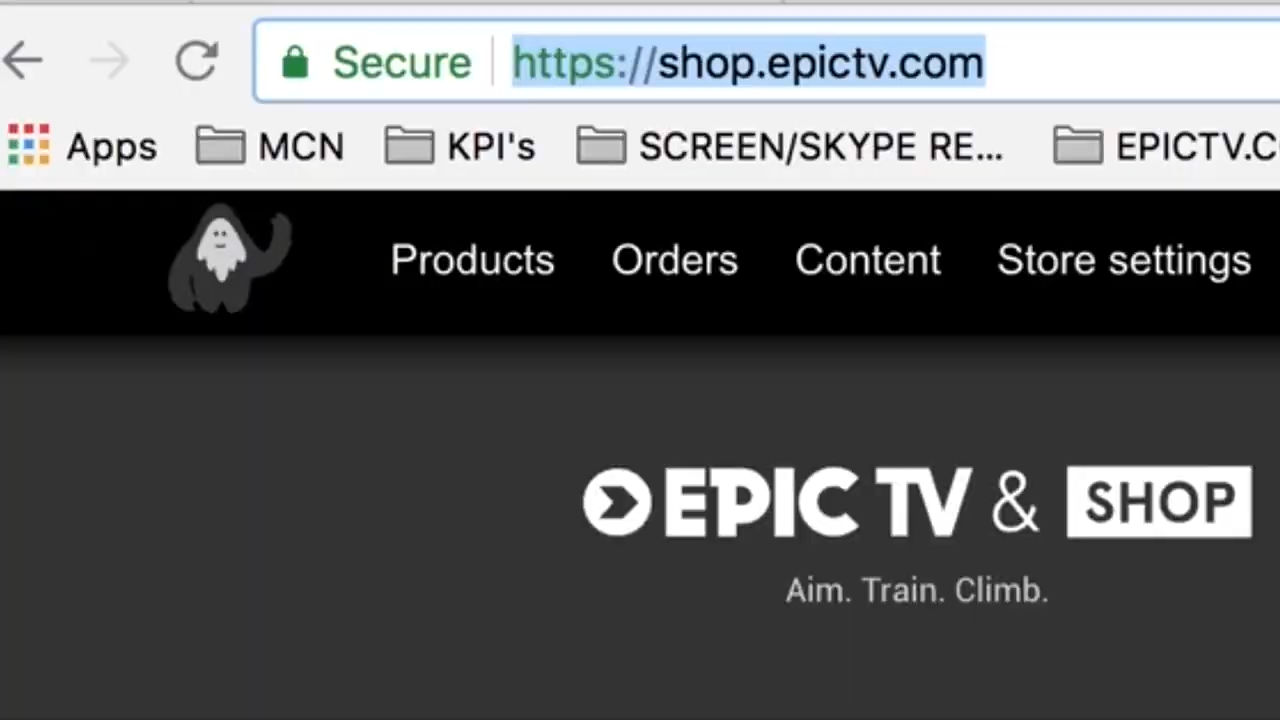 Secure https://shop.epictv.com
Apps MCN KPI's SCREEN/SKYPE RE... EPICTV.C
Products Orders Content Store settings
EPIC TV & SHOP
Aim. Train. Climb.